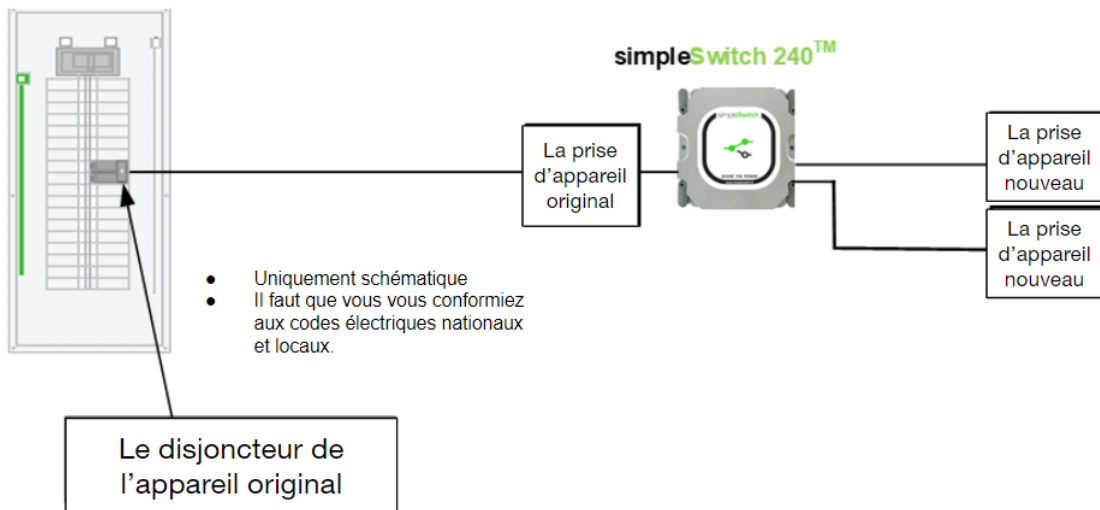 simpleSwitch 240™
simpleSwitch
La prise
d'appareil
original
La prise
d'appareil
nouveau
La prise
d'appareil
nouveau
● Uniquement schématique
● Il faut que vous vous conformiez
aux codes électriques nationaux
et locaux.
Le disjoncteur de
l'appareil original